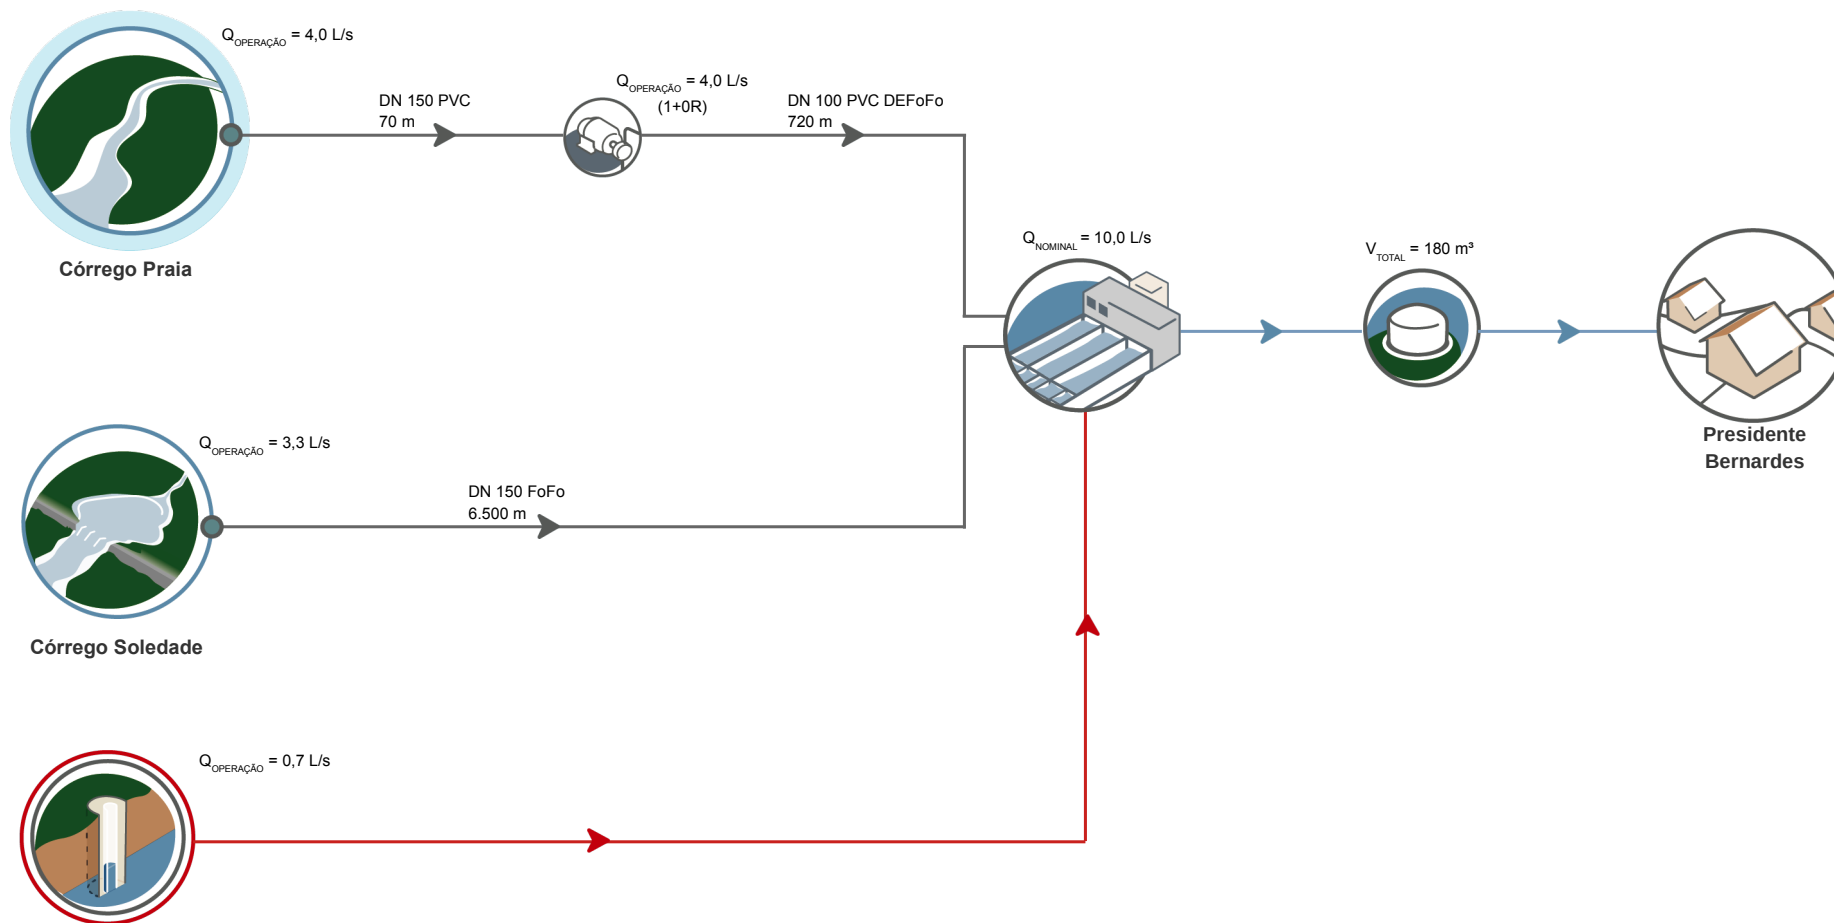 Q OPERAÇÃO = 4,0 L/s
DN 150 PVC
70 m
Q OPERAÇÃO = 4,0 L/s
(1+0R)
DN 100 PVC DEFoFo
720 m
Córrego Praia
Q NOMINAL = 10,0 L/s
V TOTAL = 180 m³
Presidente
Bernardes
Q OPERAÇÃO = 3,3 L/s
DN 150 FoFo
6.500 m
Córrego Soledade
Q OPERAÇÃO = 0,7 L/s